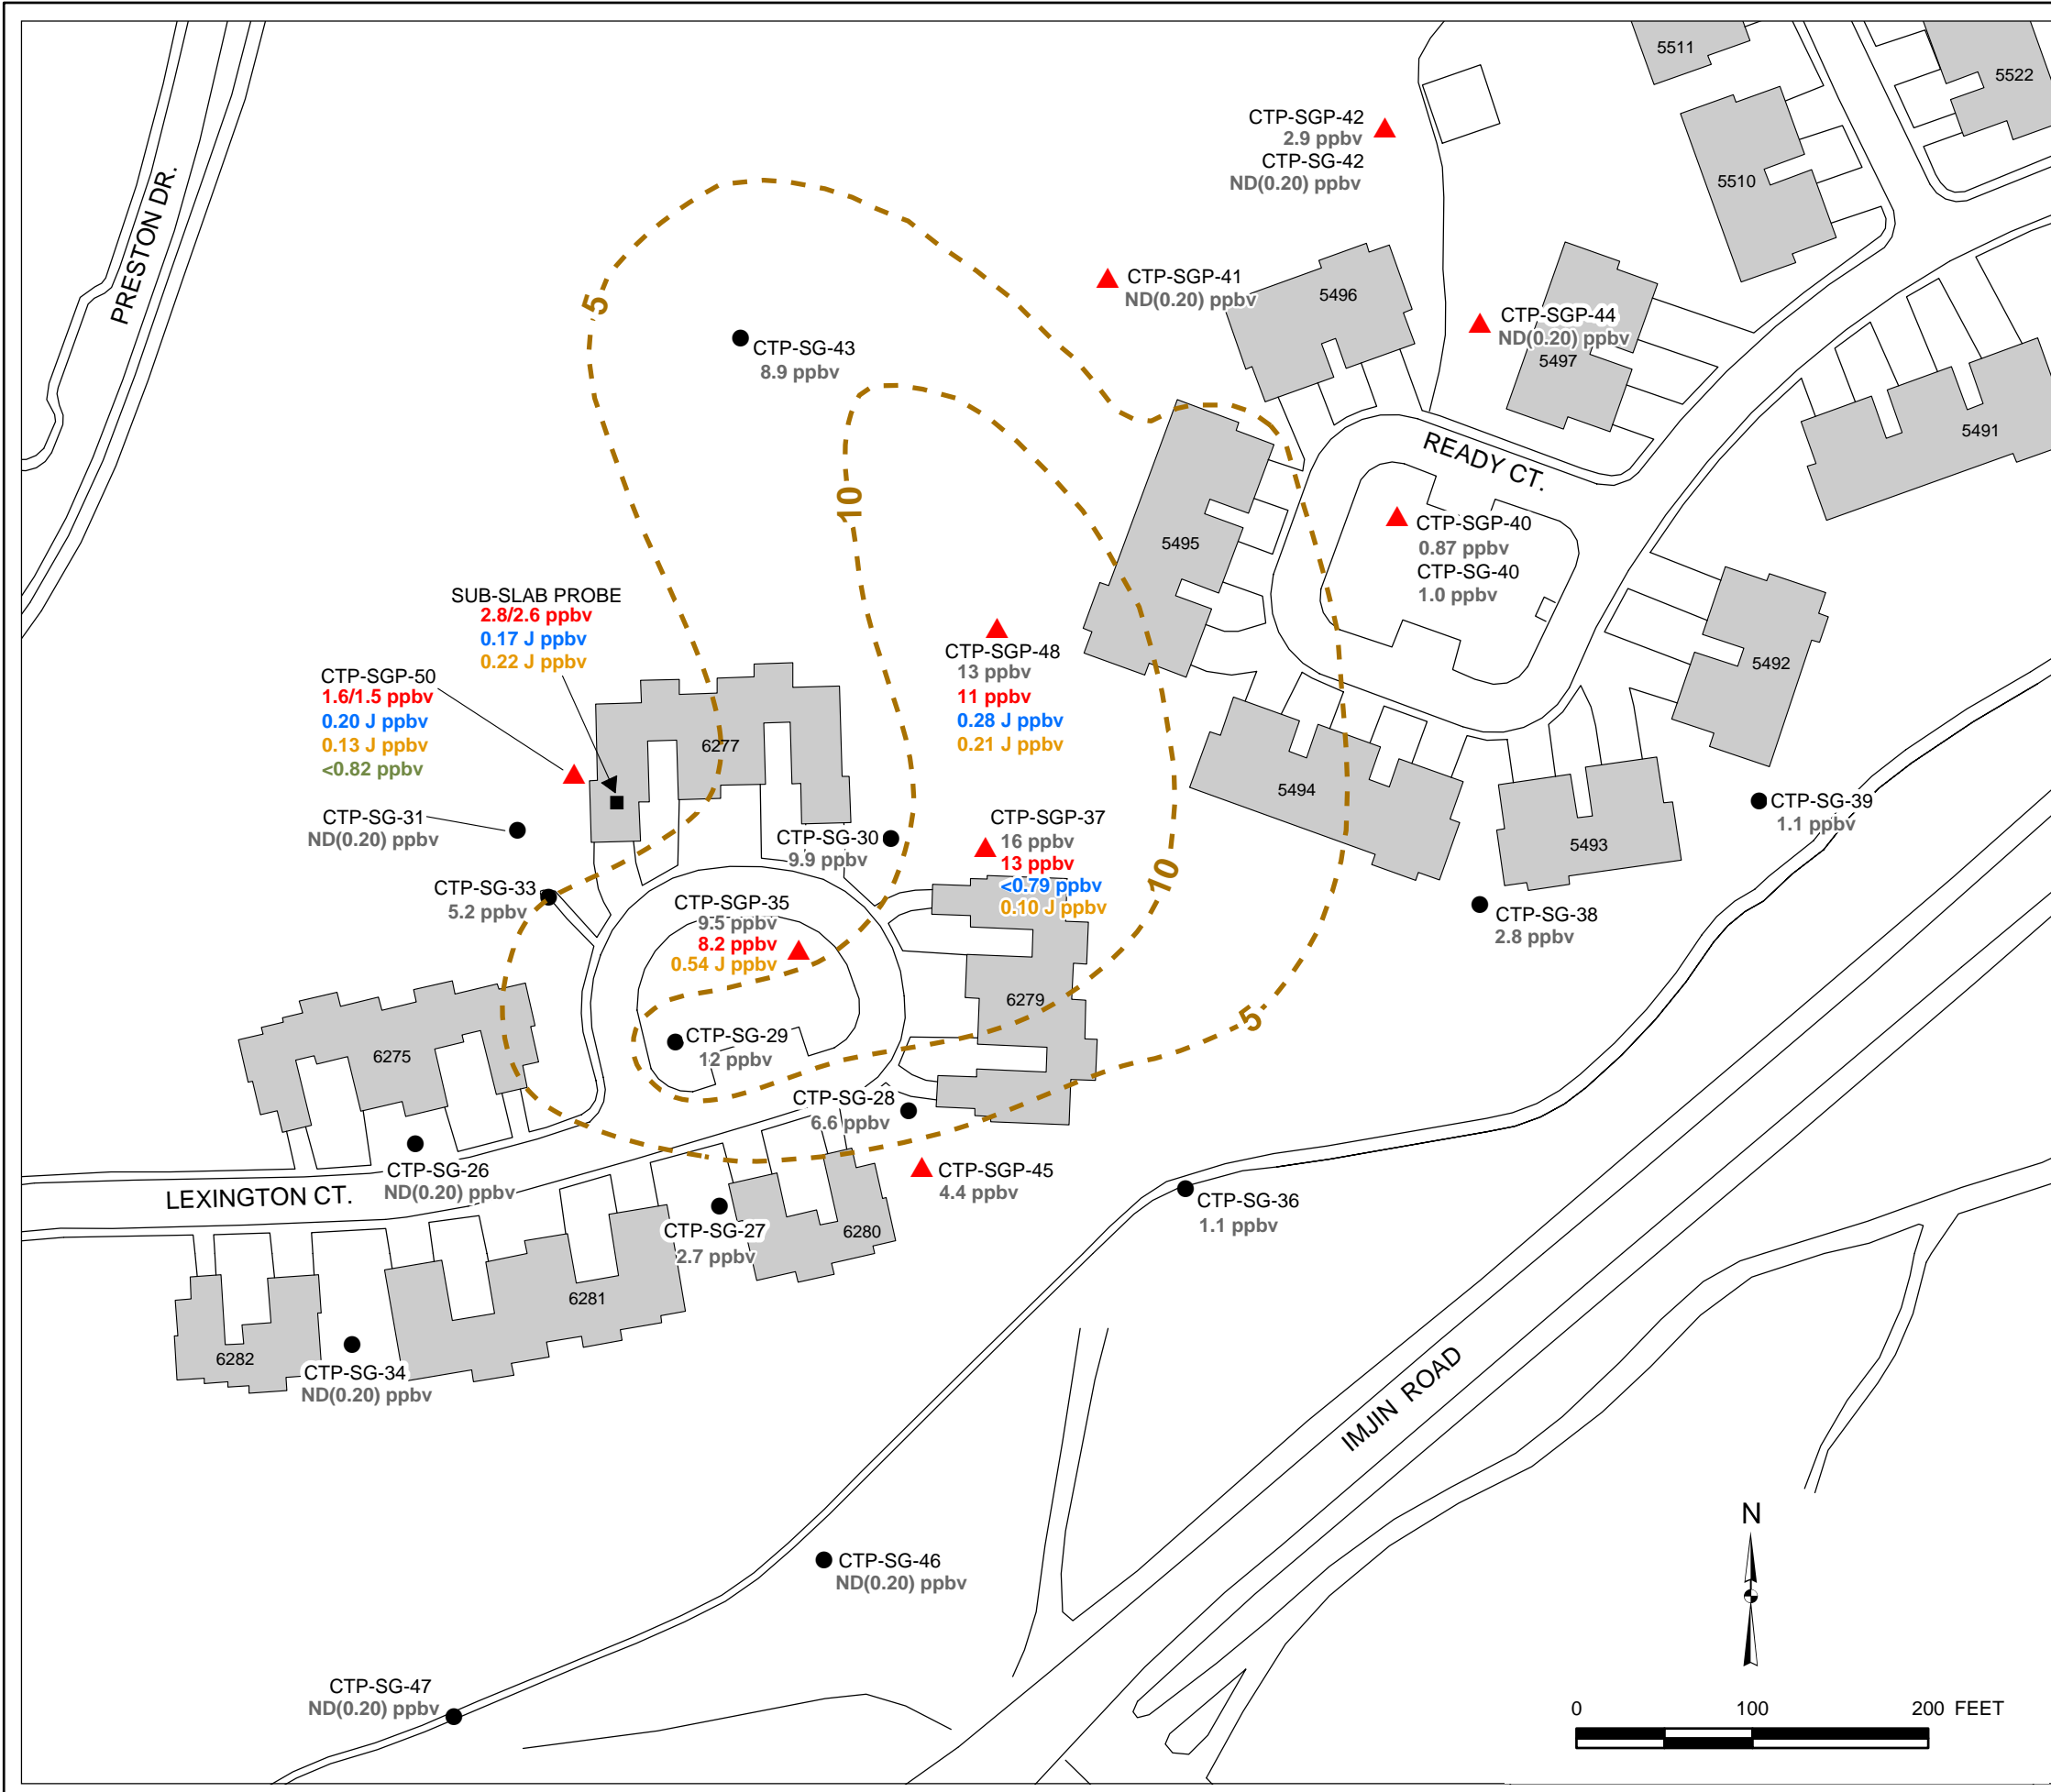 5511
5522
CTP-SGP-42
2.9 ppbv
CTP-SG-42
ND(0.20) ppbv
5510
PRESTON DR.
CTP-SGP-41
ND(0.20) ppbv
5496
CTP-SGP-44
ND(0.20) ppbv
5497
5
CTP-SG-43
8.9 ppbv
5491
READY CT.
10
CTP-SGP-40
0.87 ppbv
CTP-SG-40
1.0 ppbv
5495
SUB-SLAB PROBE
2.8/2.6 ppbv
0.17 J ppbv
0.22 J ppbv
CTP-SGP-48
13 ppbv
11 ppbv
0.28 J ppbv
0.21 J ppbv
5492
CTP-SGP-50
1.6/1.5 ppbv
0.20 J ppbv
0.13 J ppbv
<0.82 ppbv
6277
5494
CTP-SG-39
1.1 ppbv
CTP-SG-31
ND(0.20) ppbv
CTP-SG-30
9.9 ppbv
CTP-SGP-37
16 ppbv
13 ppbv
<0.79 ppbv
0.10 J ppbv
5493
10
CTP-SG-33
5.2 ppbv
CTP-SGP-35
9.5 ppbv
8.2 ppbv
0.54 J ppbv
CTP-SG-38
2.8 ppbv
6279
5
CTP-SG-29
12 ppbv
6275
CTP-SG-28
6.6 ppbv
CTP-SG-26
ND(0.20) ppbv
CTP-SGP-45
4.4 ppbv
LEXINGTON CT.
CTP-SG-36
1.1 ppbv
CTP-SG-27
2.7 ppbv
6280
6281
6282
CTP-SG-34
ND(0.20) ppbv
IMJIN ROAD
N
CTP-SG-46
ND(0.20) ppbv
CTP-SG-47
ND(0.20) ppbv
0 100 200 FEET